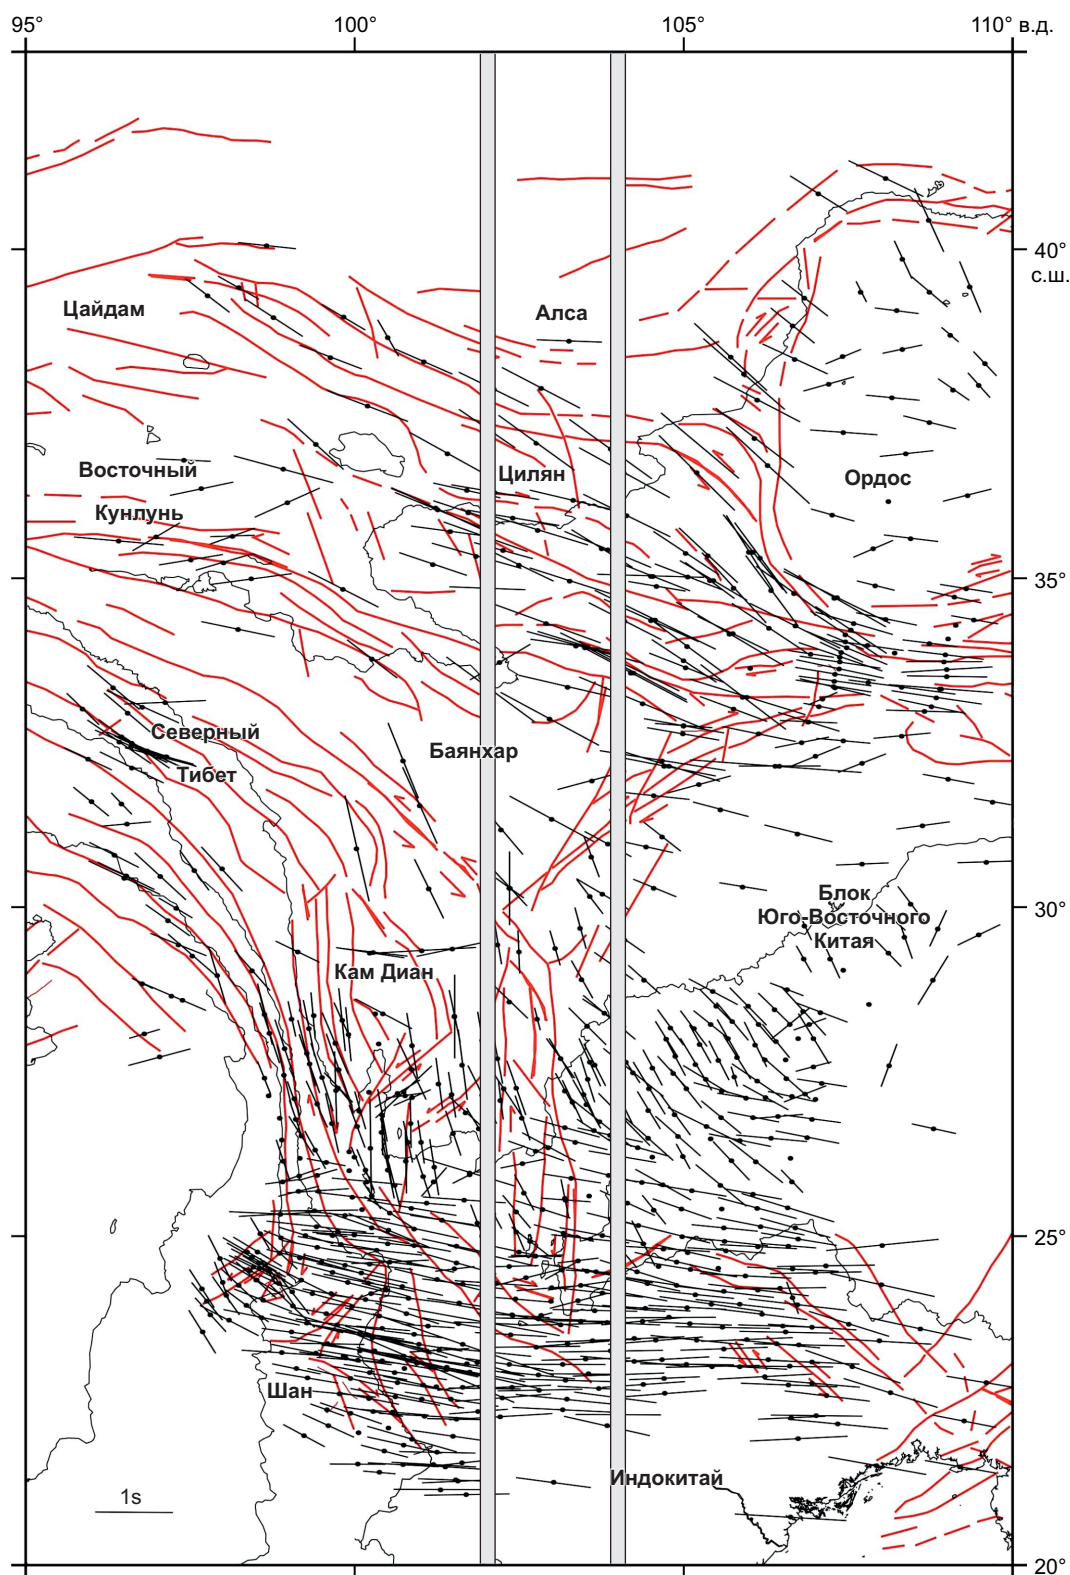 95° 100° 105° 110° в.д.
40°
с.ш.
Цайдам
Алса
Восточный
Кунлунь
Цилян
Ордос
35°
Северный
Тибет
Баянхар
Блок
Юго-Восточного
Китая
30°
Кам Диан
25°
Шан
Индокитай
1s
20°